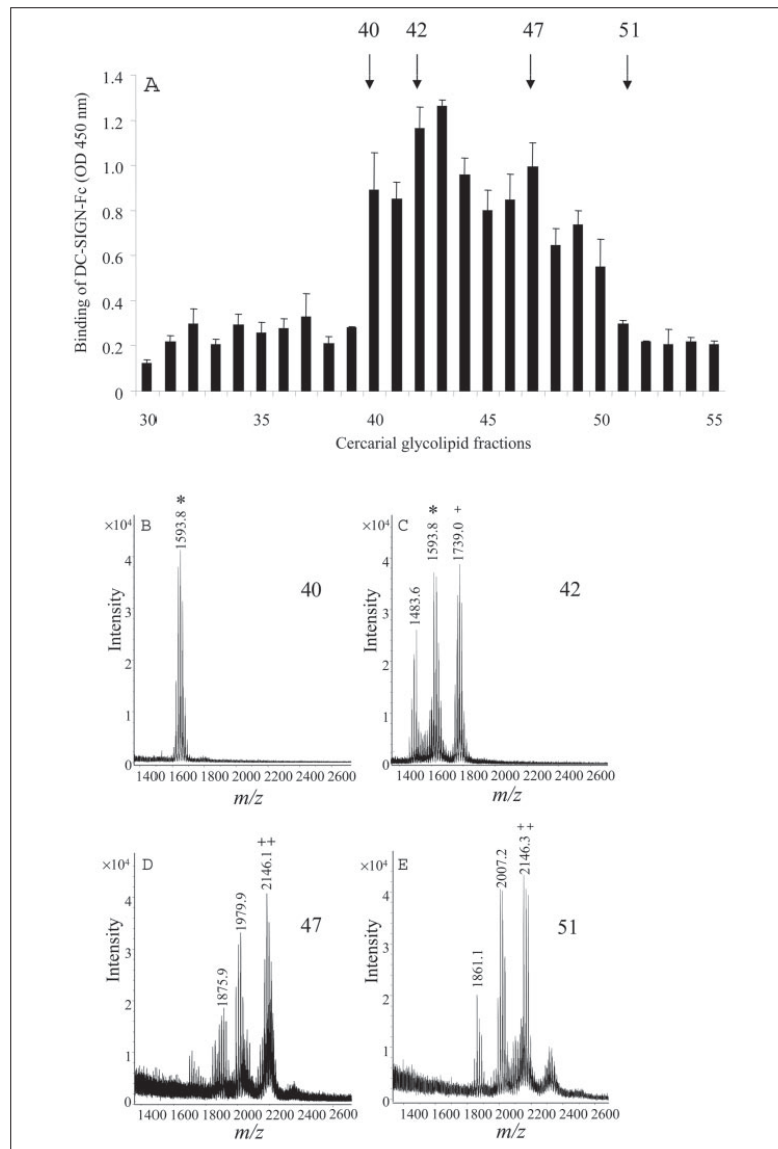 40 42 47 51
A
Binding of DC-SIGN-Fc (OD 450 nm)
1.4
1.2
1.0
0.8
0.6
0.4
0.2
0
30 35 40 45 50 55
Cercarial glycolipid fractions
B
×10⁴
Intensity
4
3
2
1
0
1593.8 *
40
1400 1600 1800 2000 2200 2400 2600
m/z
C
×10⁴
Intensity
4
3
2
1
0
1483.6
1593.8 *
1739.0 +
42
1400 1600 1800 2000 2200 2400 2600
m/z
D
×10⁴
Intensity
4
3
2
1
0
1875.9
1979.9
2146.1 ++
47
1400 1600 1800 2000 2200 2400 2600
m/z
E
×10⁴
Intensity
5
4
3
2
1
0
1861.1
2007.2
2146.3 ++
51
1400 1600 1800 2000 2200 2400 2600
m/z